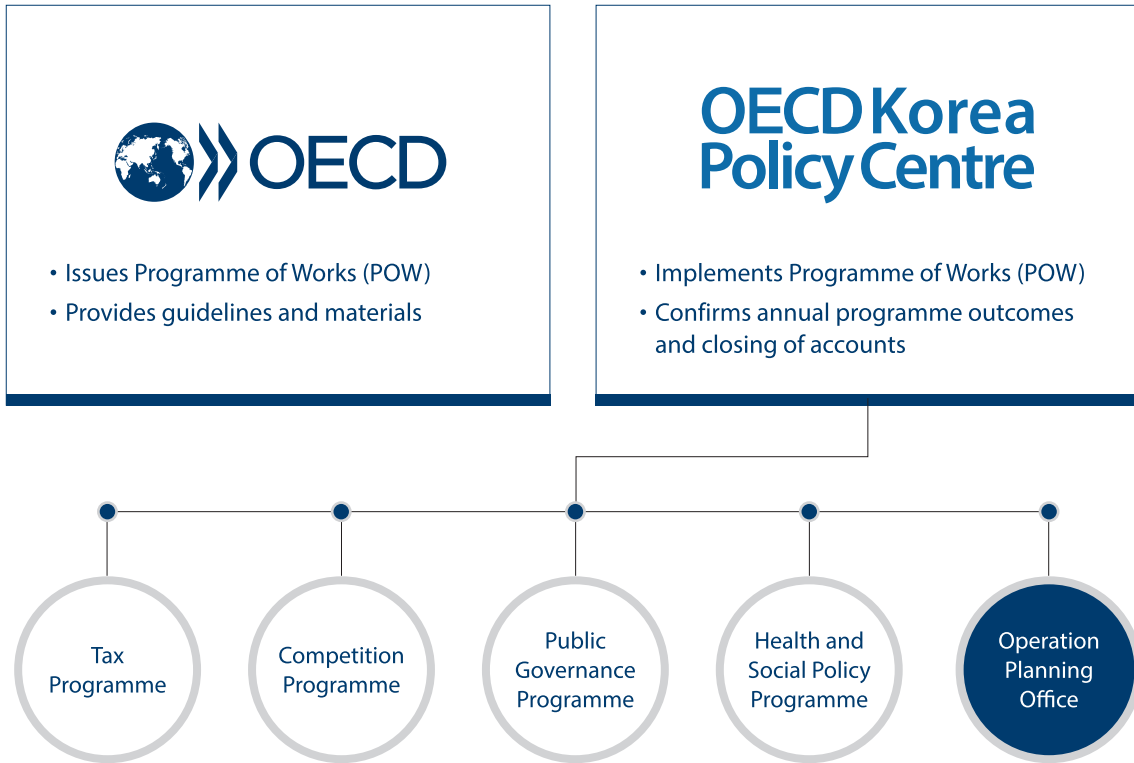 OECD
• Issues Programme of Works (POW)
• Provides guidelines and materials
OECD Korea
Policy Centre
• Implements Programme of Works (POW)
• Confirms annual programme outcomes
and closing of accounts
Tax
Programme
Competition
Programme
Public
Governance
Programme
Health and
Social Policy
Programme
Operation
Planning
Office